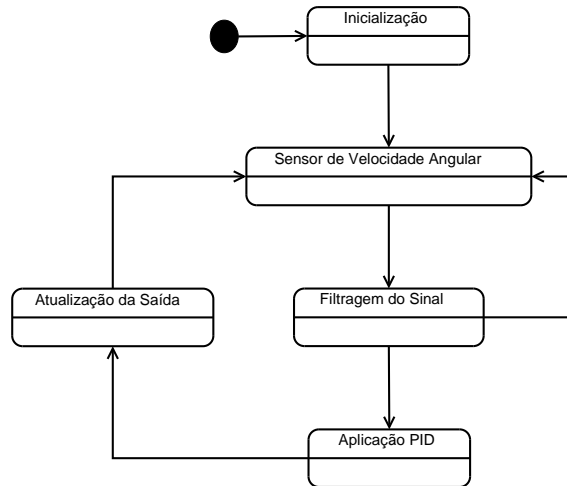 Inicialização
Sensor de Velocidade Angular
Atualização da Saída
Filtragem do Sinal
Aplicação PID